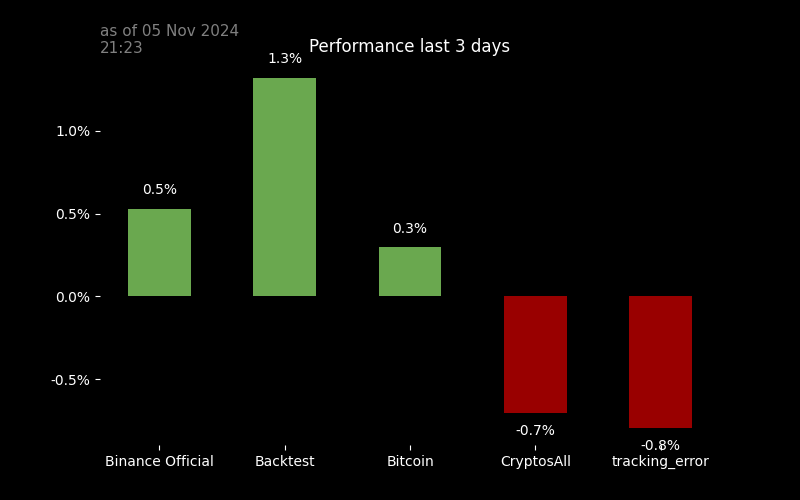 as of 05 Nov 2024
21:23
Performance last 3 days
1.3%
1.0%
0.5%
0.5%
0.3%
0.0%
-0.5%
-0.7%
-0.8%
Binance Official
Backtest
Bitcoin
CryptosAll
tracking_error